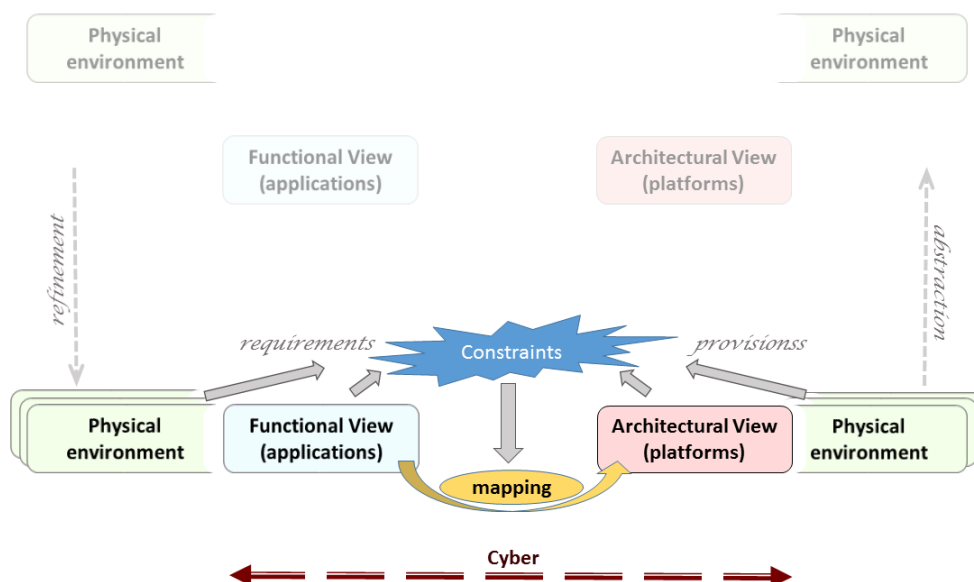 Physical
environment
Physical
environment
Functional View
(applications)
Architectural View
(platforms)
refinement
abstraction
requirements
Constraints
provisionss
Physical
environment
Functional View
(applications)
Architectural View
(platforms)
Physical
environment
mapping
Cyber